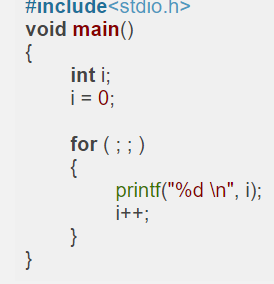 #include<stdio.h>
void main()
{
int i;
i = 0;
for ( ; ; )
{
printf("%d \n", i);
i++;
}
}